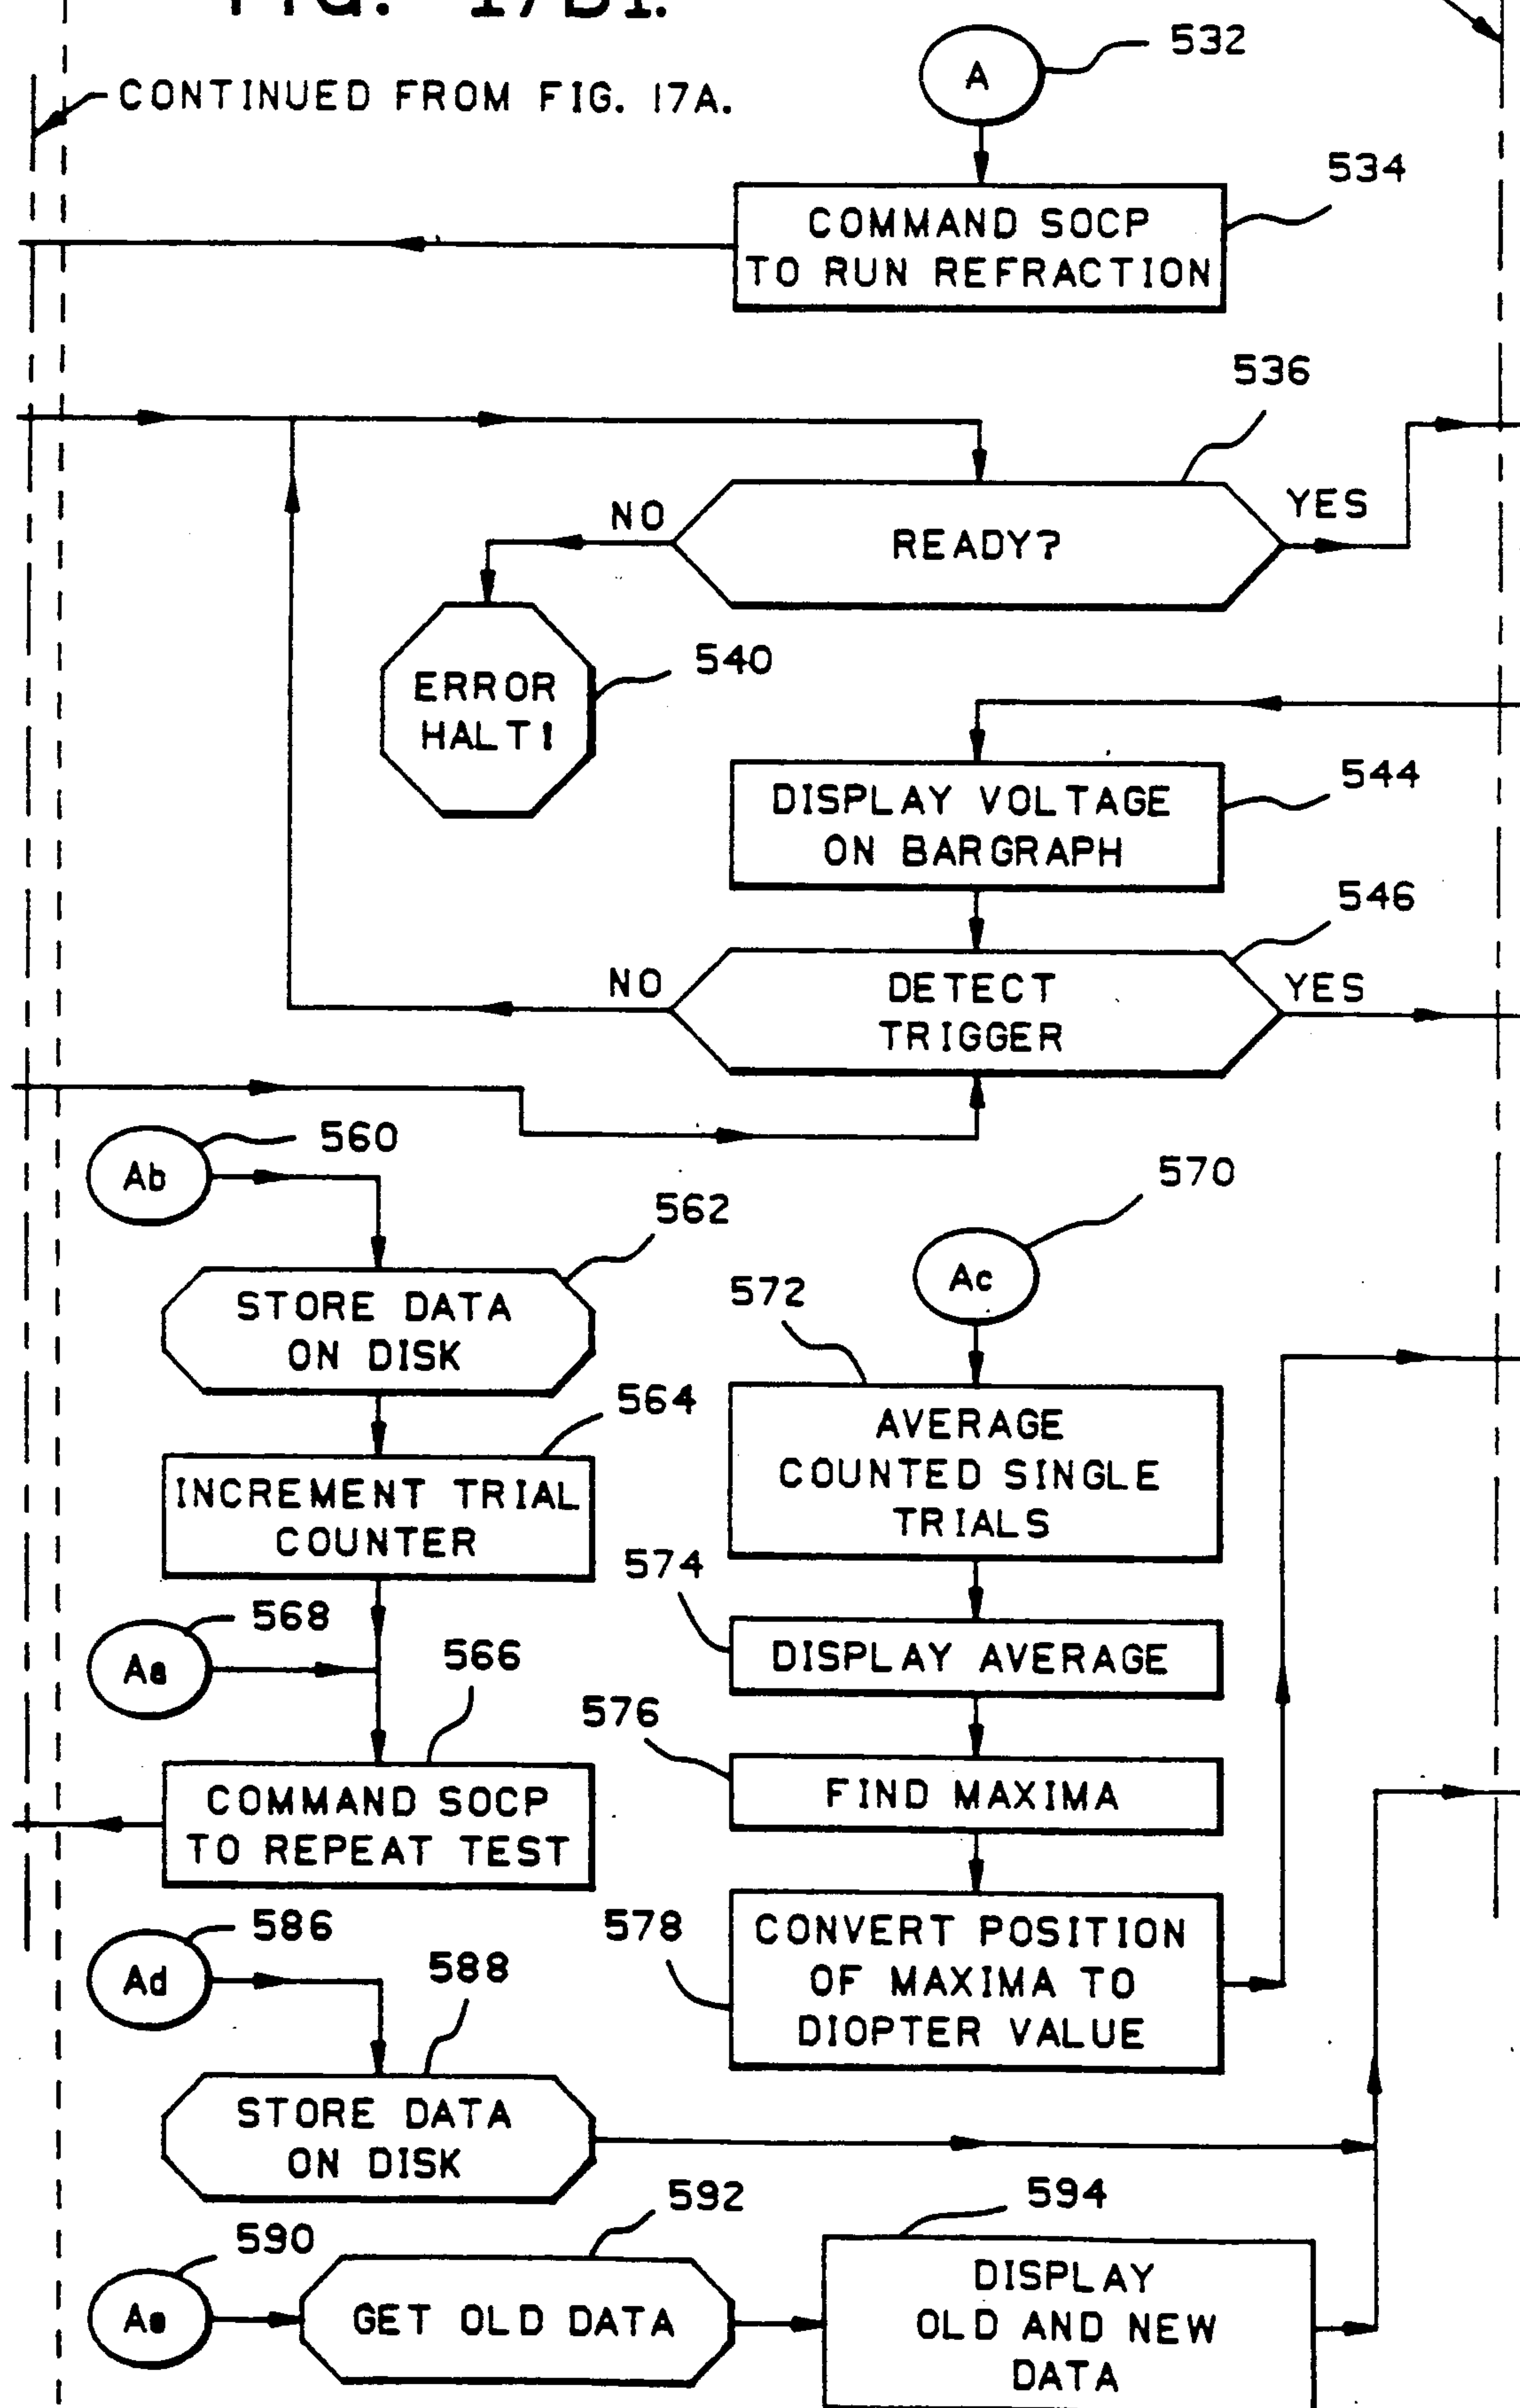 FIG. 17B1.
CONTINUED FROM FIG. 17A.
A
532
534
COMMAND SOCP
TO RUN REFRACTION
536
NO
READY?
YES
540
ERROR
HALT!
544
DISPLAY VOLTAGE
ON BARGRAPH
546
NO
DETECT
TRIGGER
YES
Ab
560
562
STORE DATA
ON DISK
564
INCREMENT TRIAL
COUNTER
568
Aa
566
COMMAND SOCP
TO REPEAT TEST
570
Ac
572
AVERAGE
COUNTED SINGLE
TRIALS
574
DISPLAY AVERAGE
576
FIND MAXIMA
578
CONVERT POSITION
OF MAXIMA TO
DIOPTER VALUE
586
Ad
588
STORE DATA
ON DISK
590
Ae
592
GET OLD DATA
594
DISPLAY
OLD AND NEW
DATA